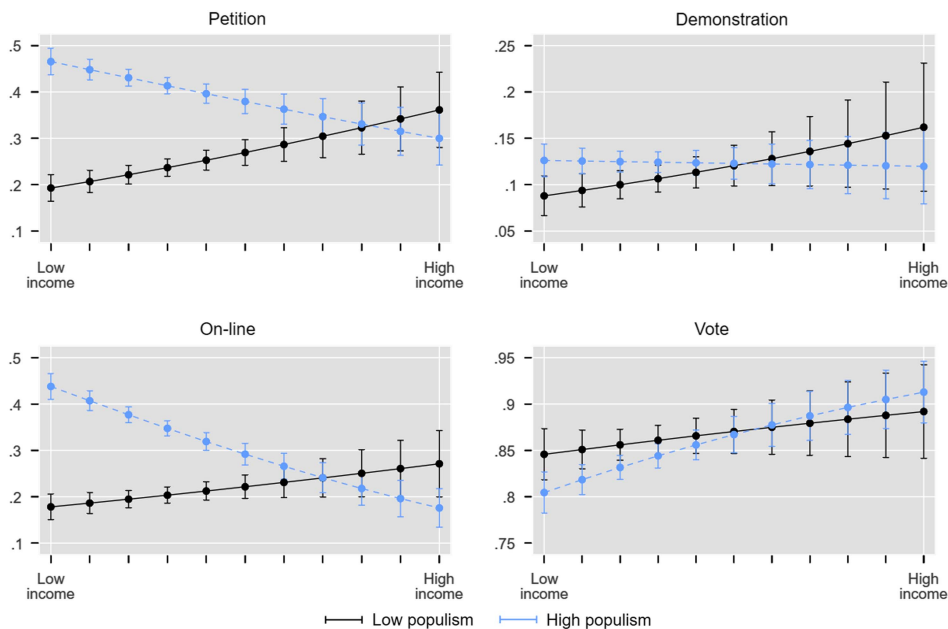 Petition
.5
.4
.3
.2
.1
Low
income
High
income
Demonstration
.25
.2
.15
.1
.05
Low
income
High
income
On-line
.5
.4
.3
.2
.1
Low
income
High
income
Vote
.95
.9
.85
.8
.75
Low
income
High
income
Low populism
High populism